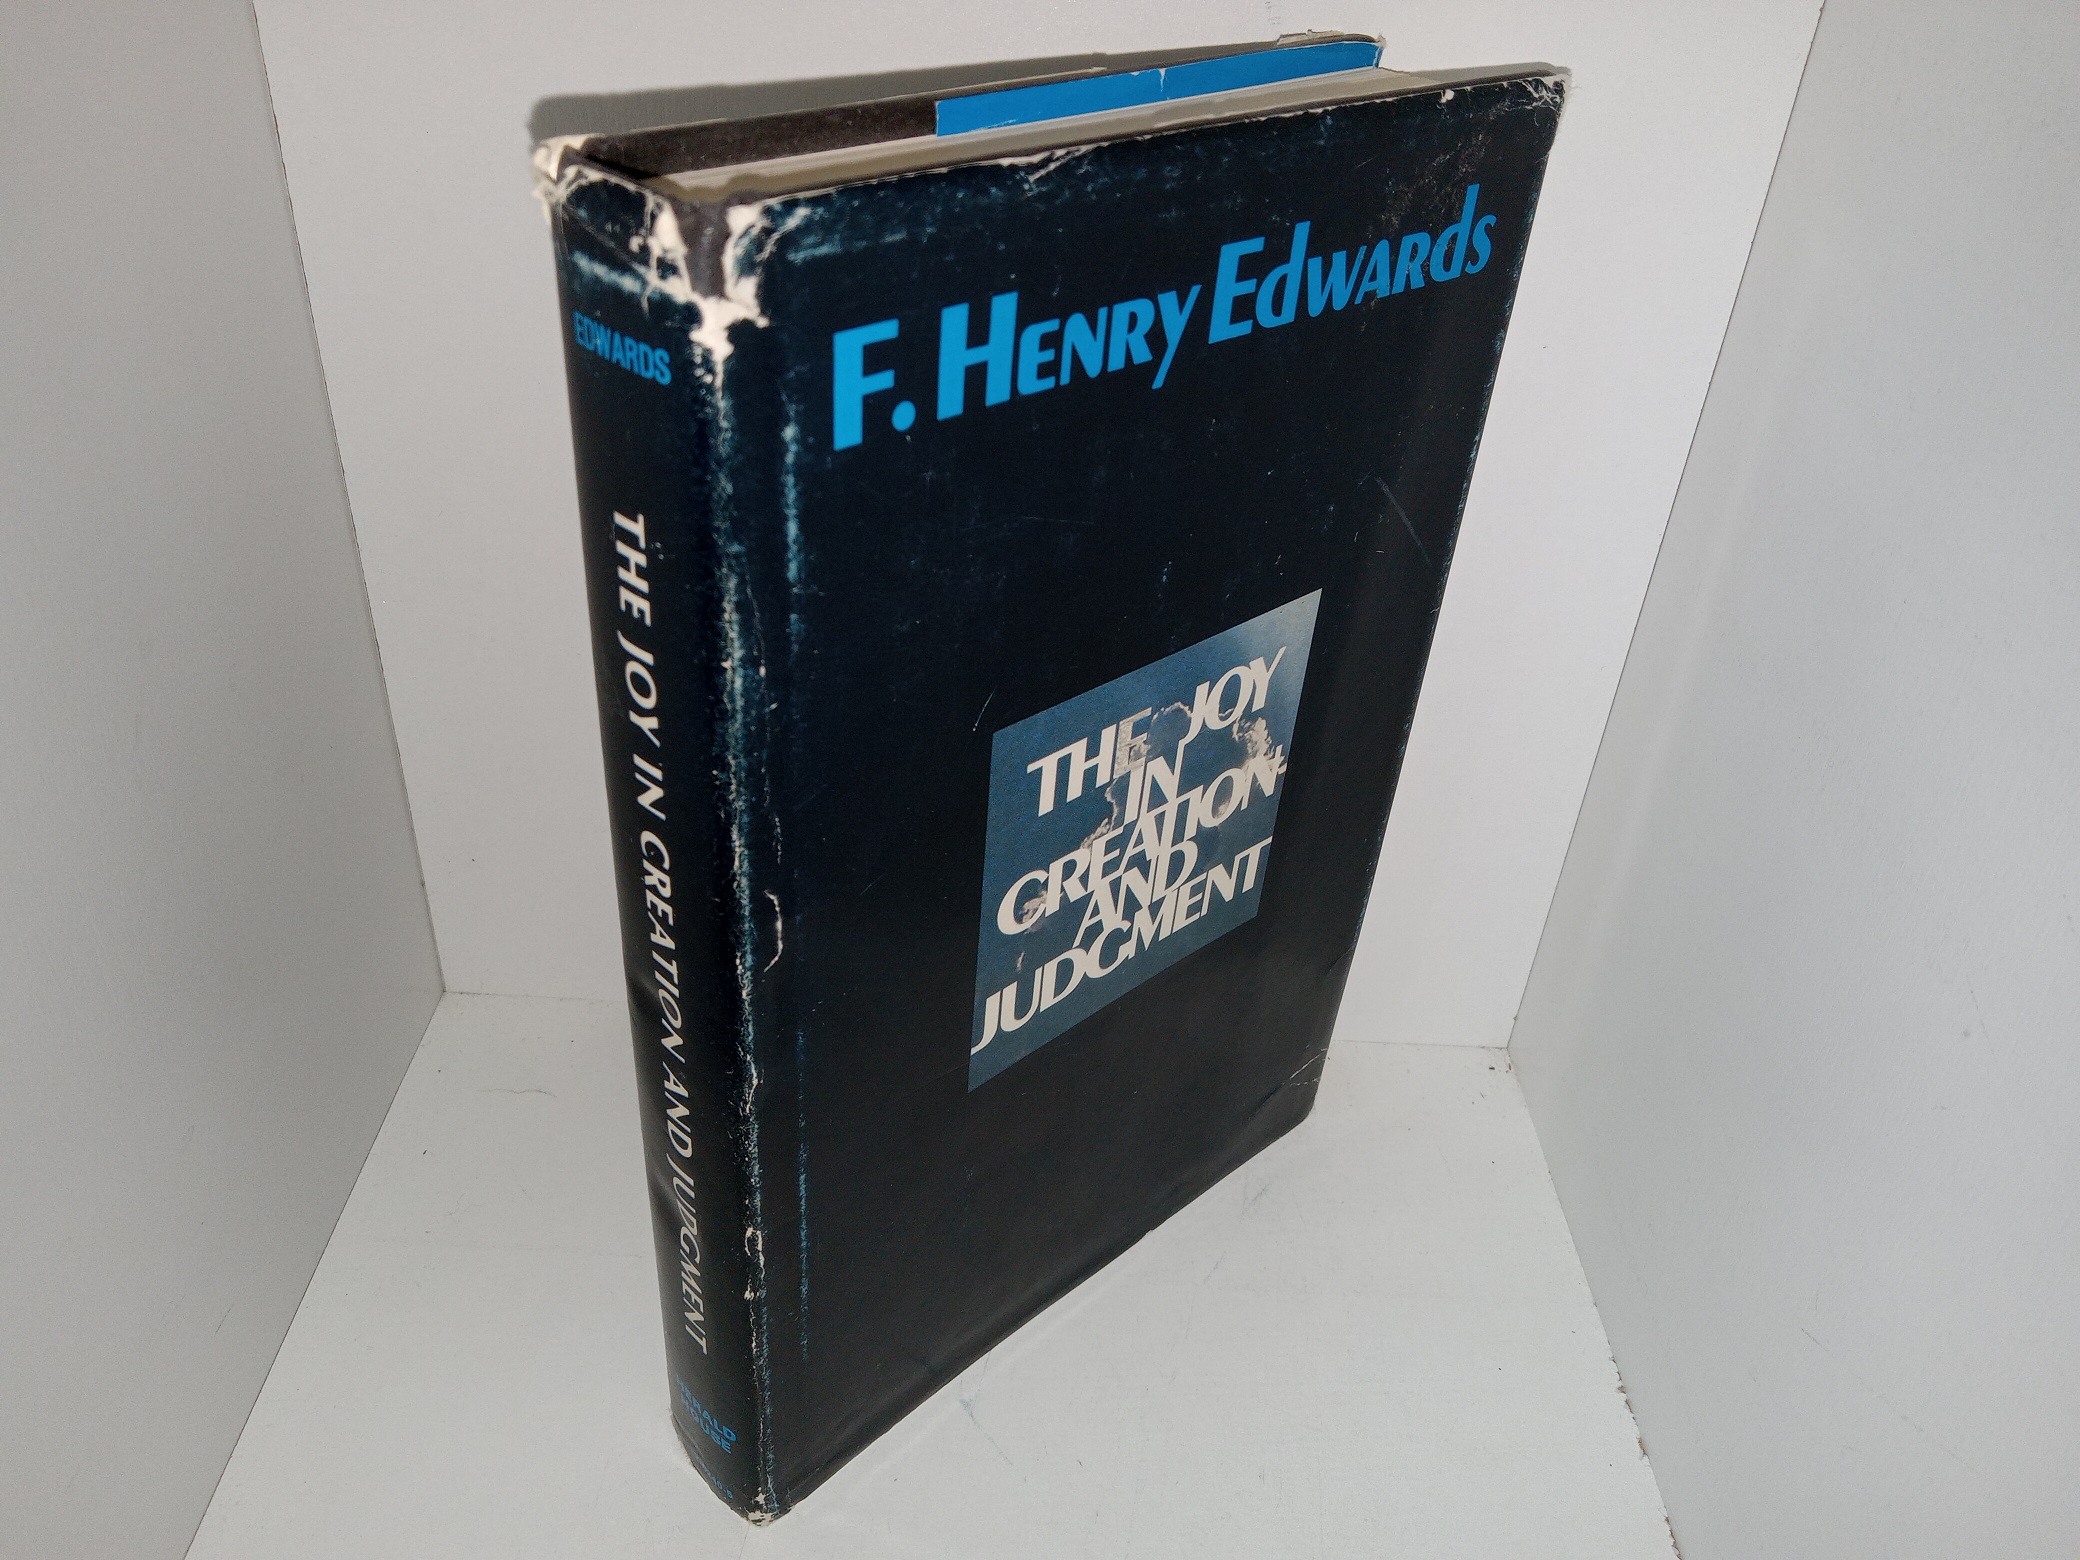 F. Henry Edwards
THE JOY
IN
CREATION
AND
JUDGMENT
EDWARDS
THE JOY IN CREATION AND JUDGMENT
HERALD
HOUSE